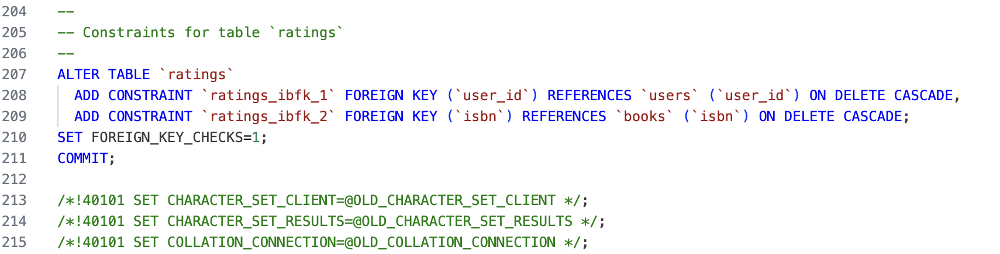 204 --
205 -- Constraints for table `ratings`
206 --
207 ALTER TABLE `ratings`
208   ADD CONSTRAINT `ratings_ibfk_1` FOREIGN KEY (`user_id`) REFERENCES `users` (`user_id`) ON DELETE CASCADE,
209   ADD CONSTRAINT `ratings_ibfk_2` FOREIGN KEY (`isbn`) REFERENCES `books` (`isbn`) ON DELETE CASCADE;
210 SET FOREIGN_KEY_CHECKS=1;
211 COMMIT;
212
213 /*!40101 SET CHARACTER_SET_CLIENT=@OLD_CHARACTER_SET_CLIENT */;
214 /*!40101 SET CHARACTER_SET_RESULTS=@OLD_CHARACTER_SET_RESULTS */;
215 /*!40101 SET COLLATION_CONNECTION=@OLD_COLLATION_CONNECTION */;